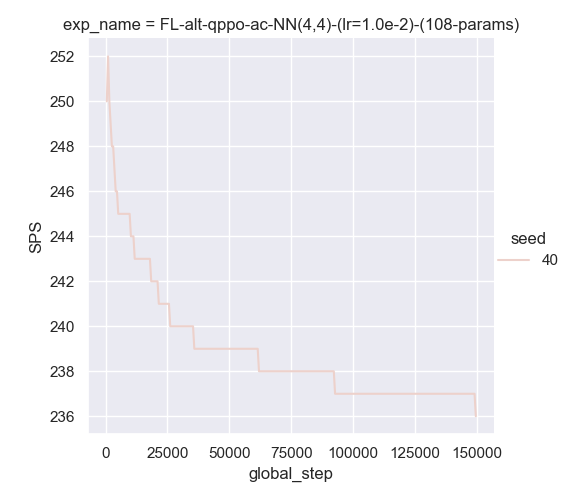 exp_name = FL-alt-qppo-ac-NN(4,4)-(lr=1.0e-2)-(108-params)
252
250
248
246
244
242
240
238
236
SPS
0 25000 50000 75000 100000 125000 150000
global_step
seed
40